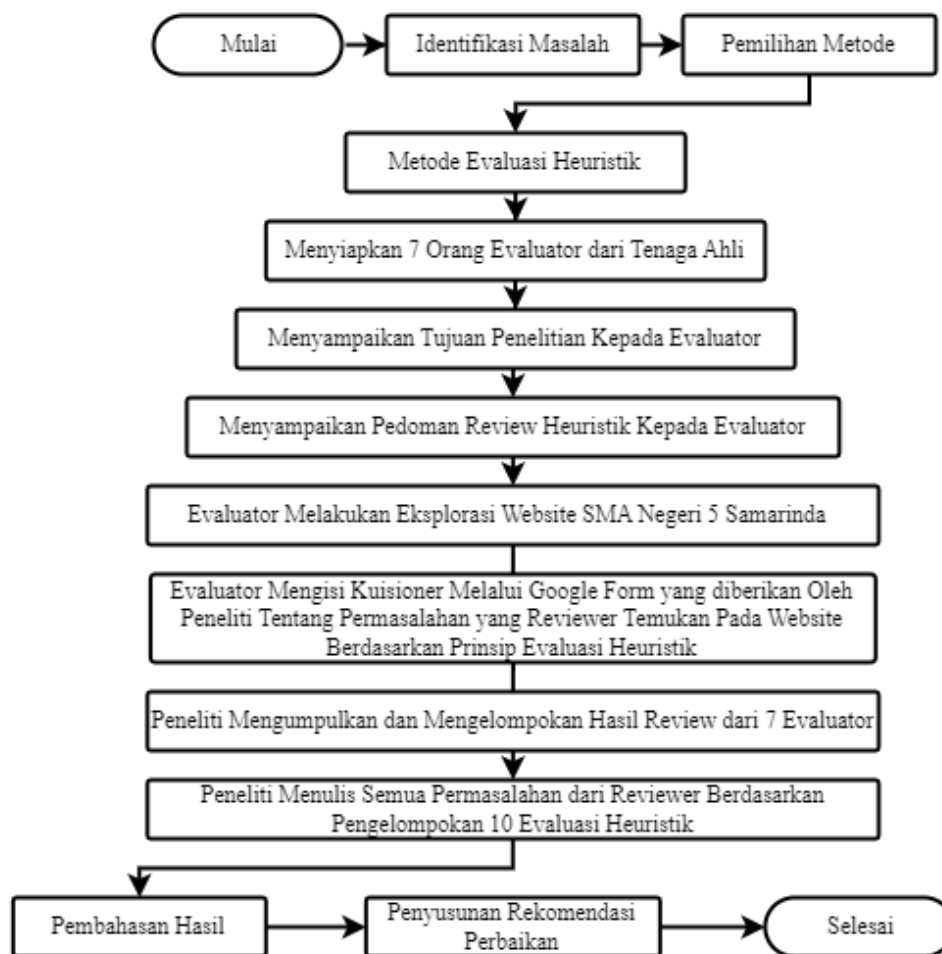 Mulai
Identifikasi Masalah
Pemilihan Metode
Metode Evaluasi Heuristik
Menyiapkan 7 Orang Evaluator dari Tenaga Ahli
Menyampaikan Tujuan Penelitian Kepada Evaluator
Menyampaikan Pedoman Review Heuristik Kepada Evaluator
Evaluator Melakukan Eksplorasi Website SMA Negeri 5 Samarinda
Evaluator Mengisi Kuisioner Melalui Google Form yang diberikan Oleh
Peneliti Tentang Permasalahan yang Reviewer Temukan Pada Website
Berdasarkan Prinsip Evaluasi Heuristik
Peneliti Mengumpulkan dan Mengelompokan Hasil Review dari 7 Evaluator
Peneliti Menulis Semua Permasalahan dari Reviewer Berdasarkan
Pengelompokan 10 Evaluasi Heuristik
Pembahasan Hasil
Penyusunan Rekomendasi
Perbaikan
Selesai